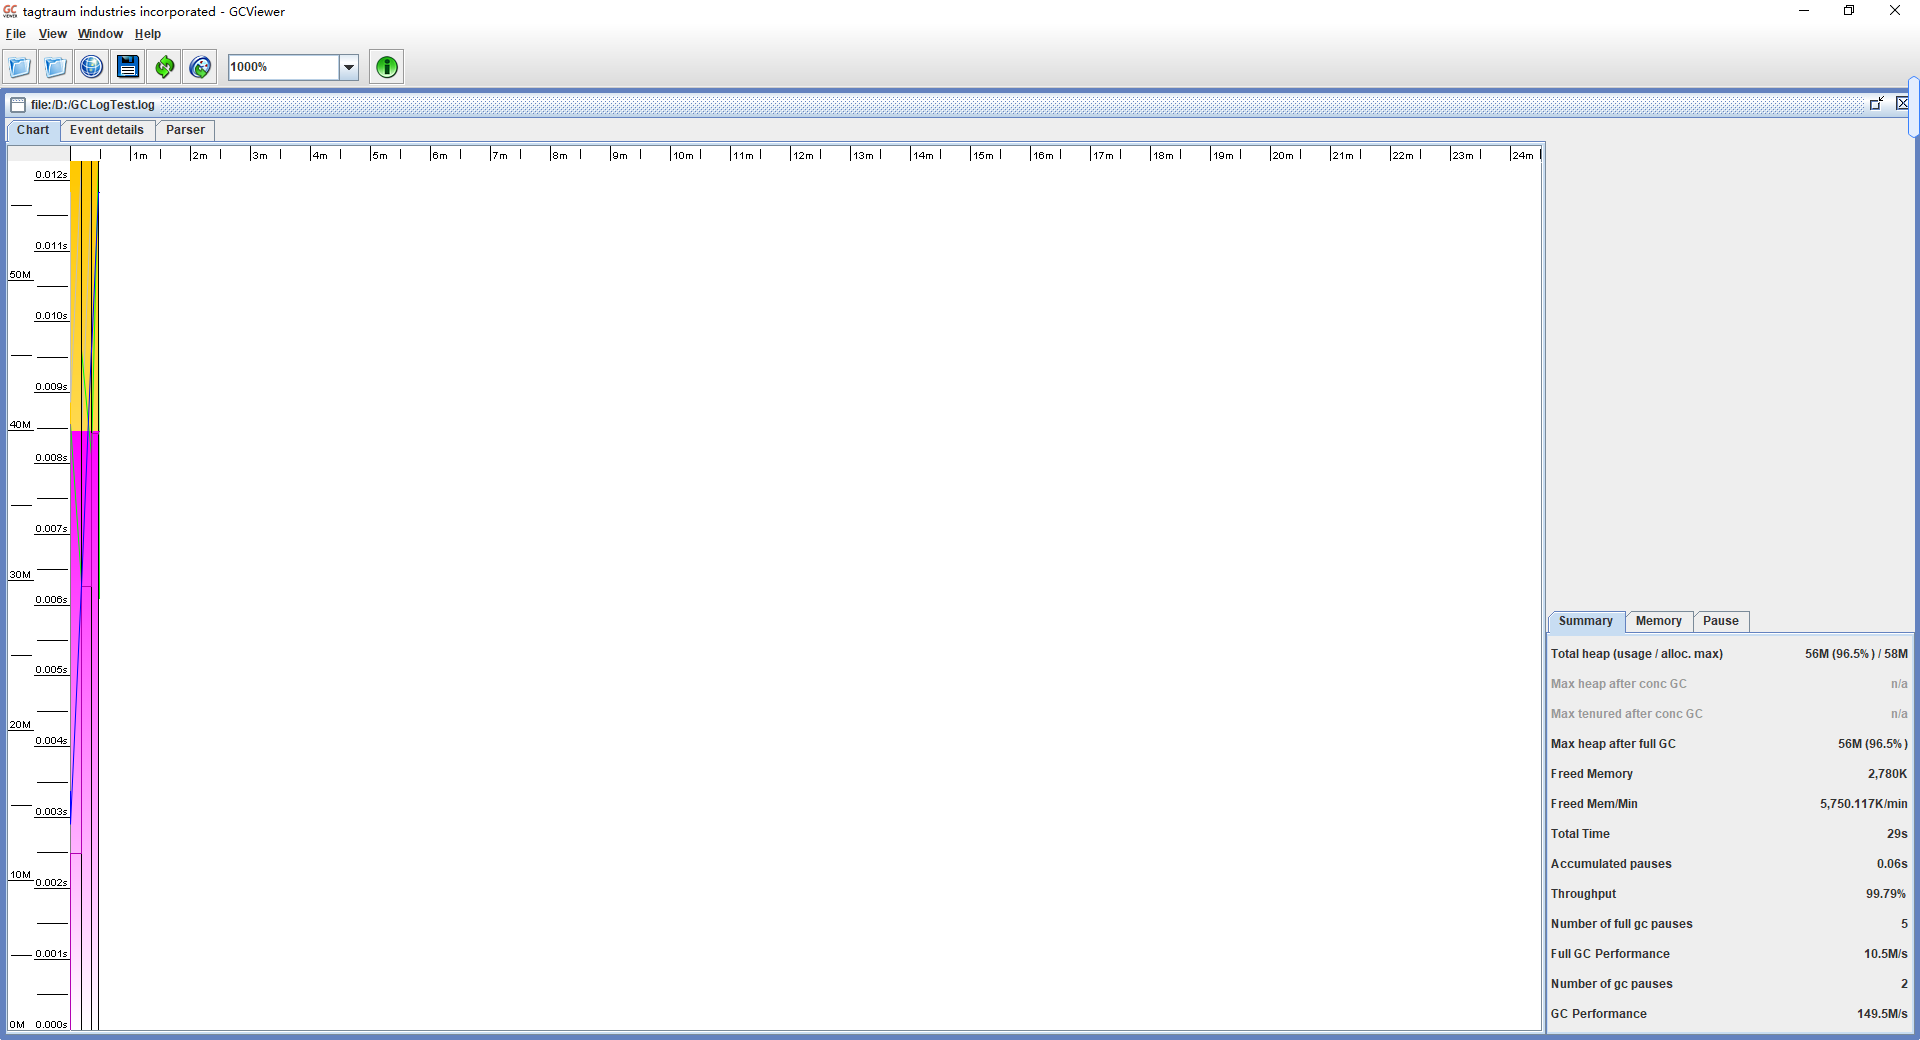 GC VIEWER tagtraum industries incorporated - GCViewer
File View Window Help
1000%
file:/D:/GCLogTest.log
Chart Event details Parser
1m 2m 3m 4m 5m 6m 7m 8m 9m 10m 11m 12m 13m 14m 15m 16m 17m 18m 19m 20m 21m 22m 23m 24m
0.012s
0.011s
50M
0.010s
0.009s
40M
0.008s
0.007s
30M
0.006s
0.005s
20M
0.004s
0.003s
10M
0.002s
0.001s
0M 0.000s
Summary Memory Pause
Total heap (usage / alloc. max) 56M (96.5%) / 58M
Max heap after conc GC n/a
Max tenured after conc GC n/a
Max heap after full GC 56M (96.5%)
Freed Memory 2,780K
Freed Mem/Min 5,750.117K/min
Total Time 29s
Accumulated pauses 0.06s
Throughput 99.79%
Number of full gc pauses 5
Full GC Performance 10.5M/s
Number of gc pauses 2
GC Performance 149.5M/s